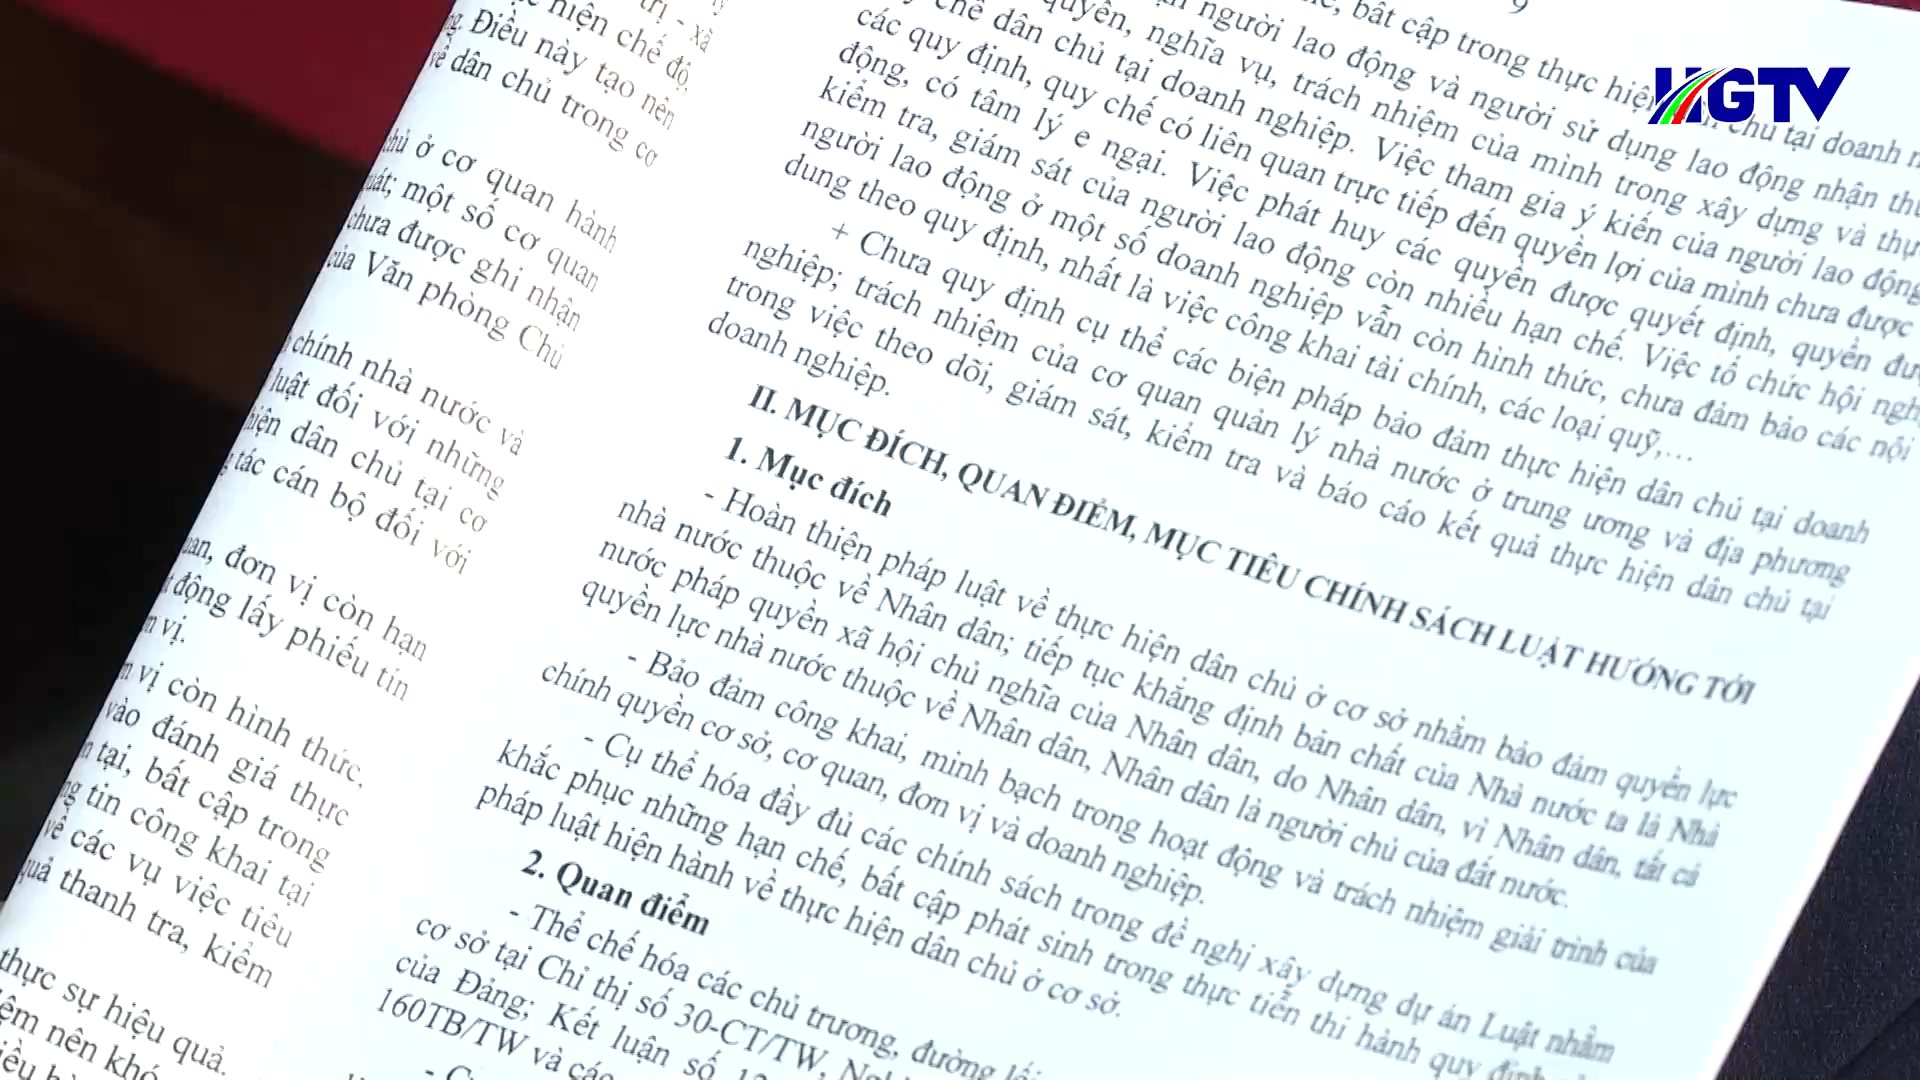 HGTV
trị - xã
hiện chế độ,
Điều này tạo nên
về dân chủ trong cơ
chủ ở cơ quan hành
quát; một số cơ quan
chưa được ghi nhận
của Văn phòng Chủ
chính nhà nước và
luật đối với những
hiện dân chủ tại cơ
tác cán bộ đối với
đơn vị còn hạn
động lấy phiếu tín
vị.
vị còn hình thức,
vào đánh giá thực
tại, bất cập trong
tin công khai tại
về các vụ việc tiêu
quả thanh tra, kiểm
thực sự hiệu quả.
nên khó
9
bất cập trong thực hiện dân chủ tại doanh
người lao động và người sử dụng lao động nhận
quyền, nghĩa vụ, trách nhiệm của mình trong xây dựng và
chế dân chủ tại doanh nghiệp. Việc tham gia ý kiến của người lao động
các quy định, quy chế có liên quan trực tiếp đến quyền lợi của mình chưa được
động, có tâm lý e ngại. Việc phát huy các quyền được quyết định, quyền
kiểm tra, giám sát của người lao động còn nhiều hạn chế. Việc tổ chức hội
người lao động ở một số doanh nghiệp vẫn còn hình thức, chưa đảm bảo các nội
dung theo quy định, nhất là việc công khai tài chính, các loại quỹ,...
+ Chưa quy định cụ thể các biện pháp bảo đảm thực hiện dân chủ tại doanh
nghiệp; trách nhiệm của cơ quan quản lý nhà nước ở trung ương và địa phương
trong việc theo dõi, giám sát, kiểm tra và báo cáo kết quả thực hiện dân chủ tại
doanh nghiệp.
II. MỤC ĐÍCH, QUAN ĐIỂM, MỤC TIÊU CHÍNH SÁCH LUẬT HƯỚNG TỚI
1. Mục đích
- Hoàn thiện pháp luật về thực hiện dân chủ ở cơ sở nhằm bảo đảm quyền lực
nhà nước thuộc về Nhân dân; tiếp tục khẳng định bản chất của Nhà nước ta là Nhà
nước pháp quyền xã hội chủ nghĩa của Nhân dân, do Nhân dân, vì Nhân dân, tất cả
quyền lực nhà nước thuộc về Nhân dân, Nhân dân là người chủ của đất nước.
- Bảo đảm công khai, minh bạch trong hoạt động và trách nhiệm giải trình của
chính quyền cơ sở, cơ quan, đơn vị và doanh nghiệp.
- Cụ thể hóa đầy đủ các chính sách trong đề nghị xây dựng dự án Luật nhằm
khắc phục những hạn chế, bất cập phát sinh trong thực tiễn thi hành quy định
pháp luật hiện hành về thực hiện dân chủ ở cơ sở.
2. Quan điểm
- Thể chế hóa các chủ trương, đường lối
cơ sở tại Chỉ thị số 30-CT/TW,
của Đảng; Kết luận số
160TB/TW và các